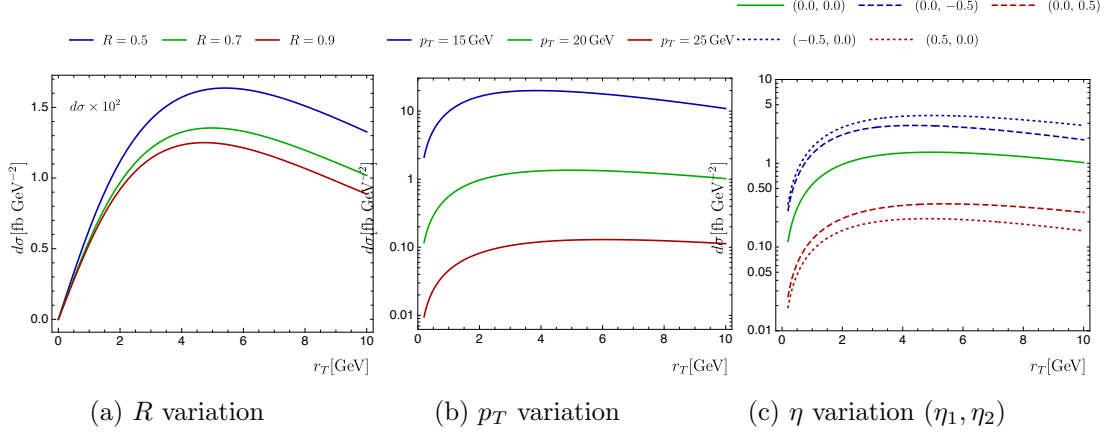 R = 0.5 R = 0.7 R = 0.9
dσ × 10²
dσ[fb GeV⁻²]
1.5
1.0
0.5
0.0
0 2 4 6 8 10
r_T[GeV]
(a) R variation
p_T = 15 GeV p_T = 20 GeV p_T = 25 GeV
dσ[fb GeV⁻²]
10
1
0.10
0.01
0 2 4 6 8 10
r_T[GeV]
(b) p_T variation
(0.0, 0.0) (0.0, −0.5) (0.0, 0.5)
(−0.5, 0.0) (0.5, 0.0)
dσ[fb GeV⁻²]
10
5
1
0.50
0.10
0.05
0.01
0 2 4 6 8 10
r_T[GeV]
(c) η variation (η₁, η₂)